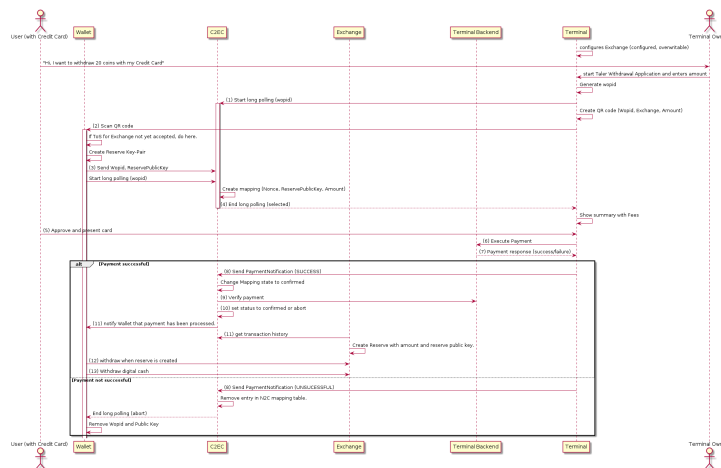 User (with Credit Card)
Wallet
C2EC
Exchange
Terminal Backend
Terminal
Terminal Ow
configures Exchange (configured, overwritable)
"Hi, I want to withdraw 20 coins with my Credit Card"
start Taler Withdrawal Application and enters amount
Generate wopid
(1) Start long polling (wopid)
Create QR code (Wopid, Exchange, Amount)
(2) Scan QR code
If ToS for Exchange not yet accepted, do here.
Create Reserve Key-Pair
(3) Send Wopid, ReservePublicKey
Start long polling (wopid)
Create mapping (Nonce, ReservePublicKey, Amount)
(4) End long polling (selected)
Show summary with Fees
(5) Approve and present card
(6) Execute Payment
(7) Payment response (success/failure)
alt [Payment successful]
(8) Send PaymentNotification (SUCCESS)
Change Mapping state to confirmed
(9) Verify payment
(10) set status to confirmed or abort
(11) notify Wallet that payment has been processed.
(11) get transaction history
Create Reserve with amount and reserve public key.
(12) withdraw when reserve is created
(13) Withdraw digital cash
[Payment not successful]
(8) Send PaymentNotification (UNSUCESSFUL)
Remove entry in N2C mapping table.
End long polling (abort)
Remove Wopid and Public Key
User (with Credit Card)
Wallet
C2EC
Exchange
Terminal Backend
Terminal
Terminal Ow